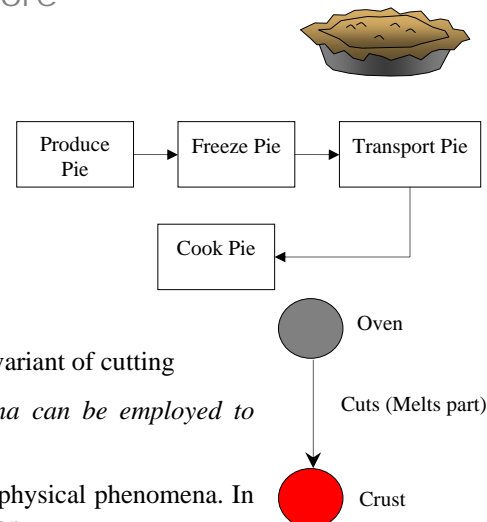 Produce
Pie
Freeze Pie
Transport Pie
Cook Pie
Oven
variant of cutting
Cuts (Melts part)
can be employed to
physical phenomena. In
Crust